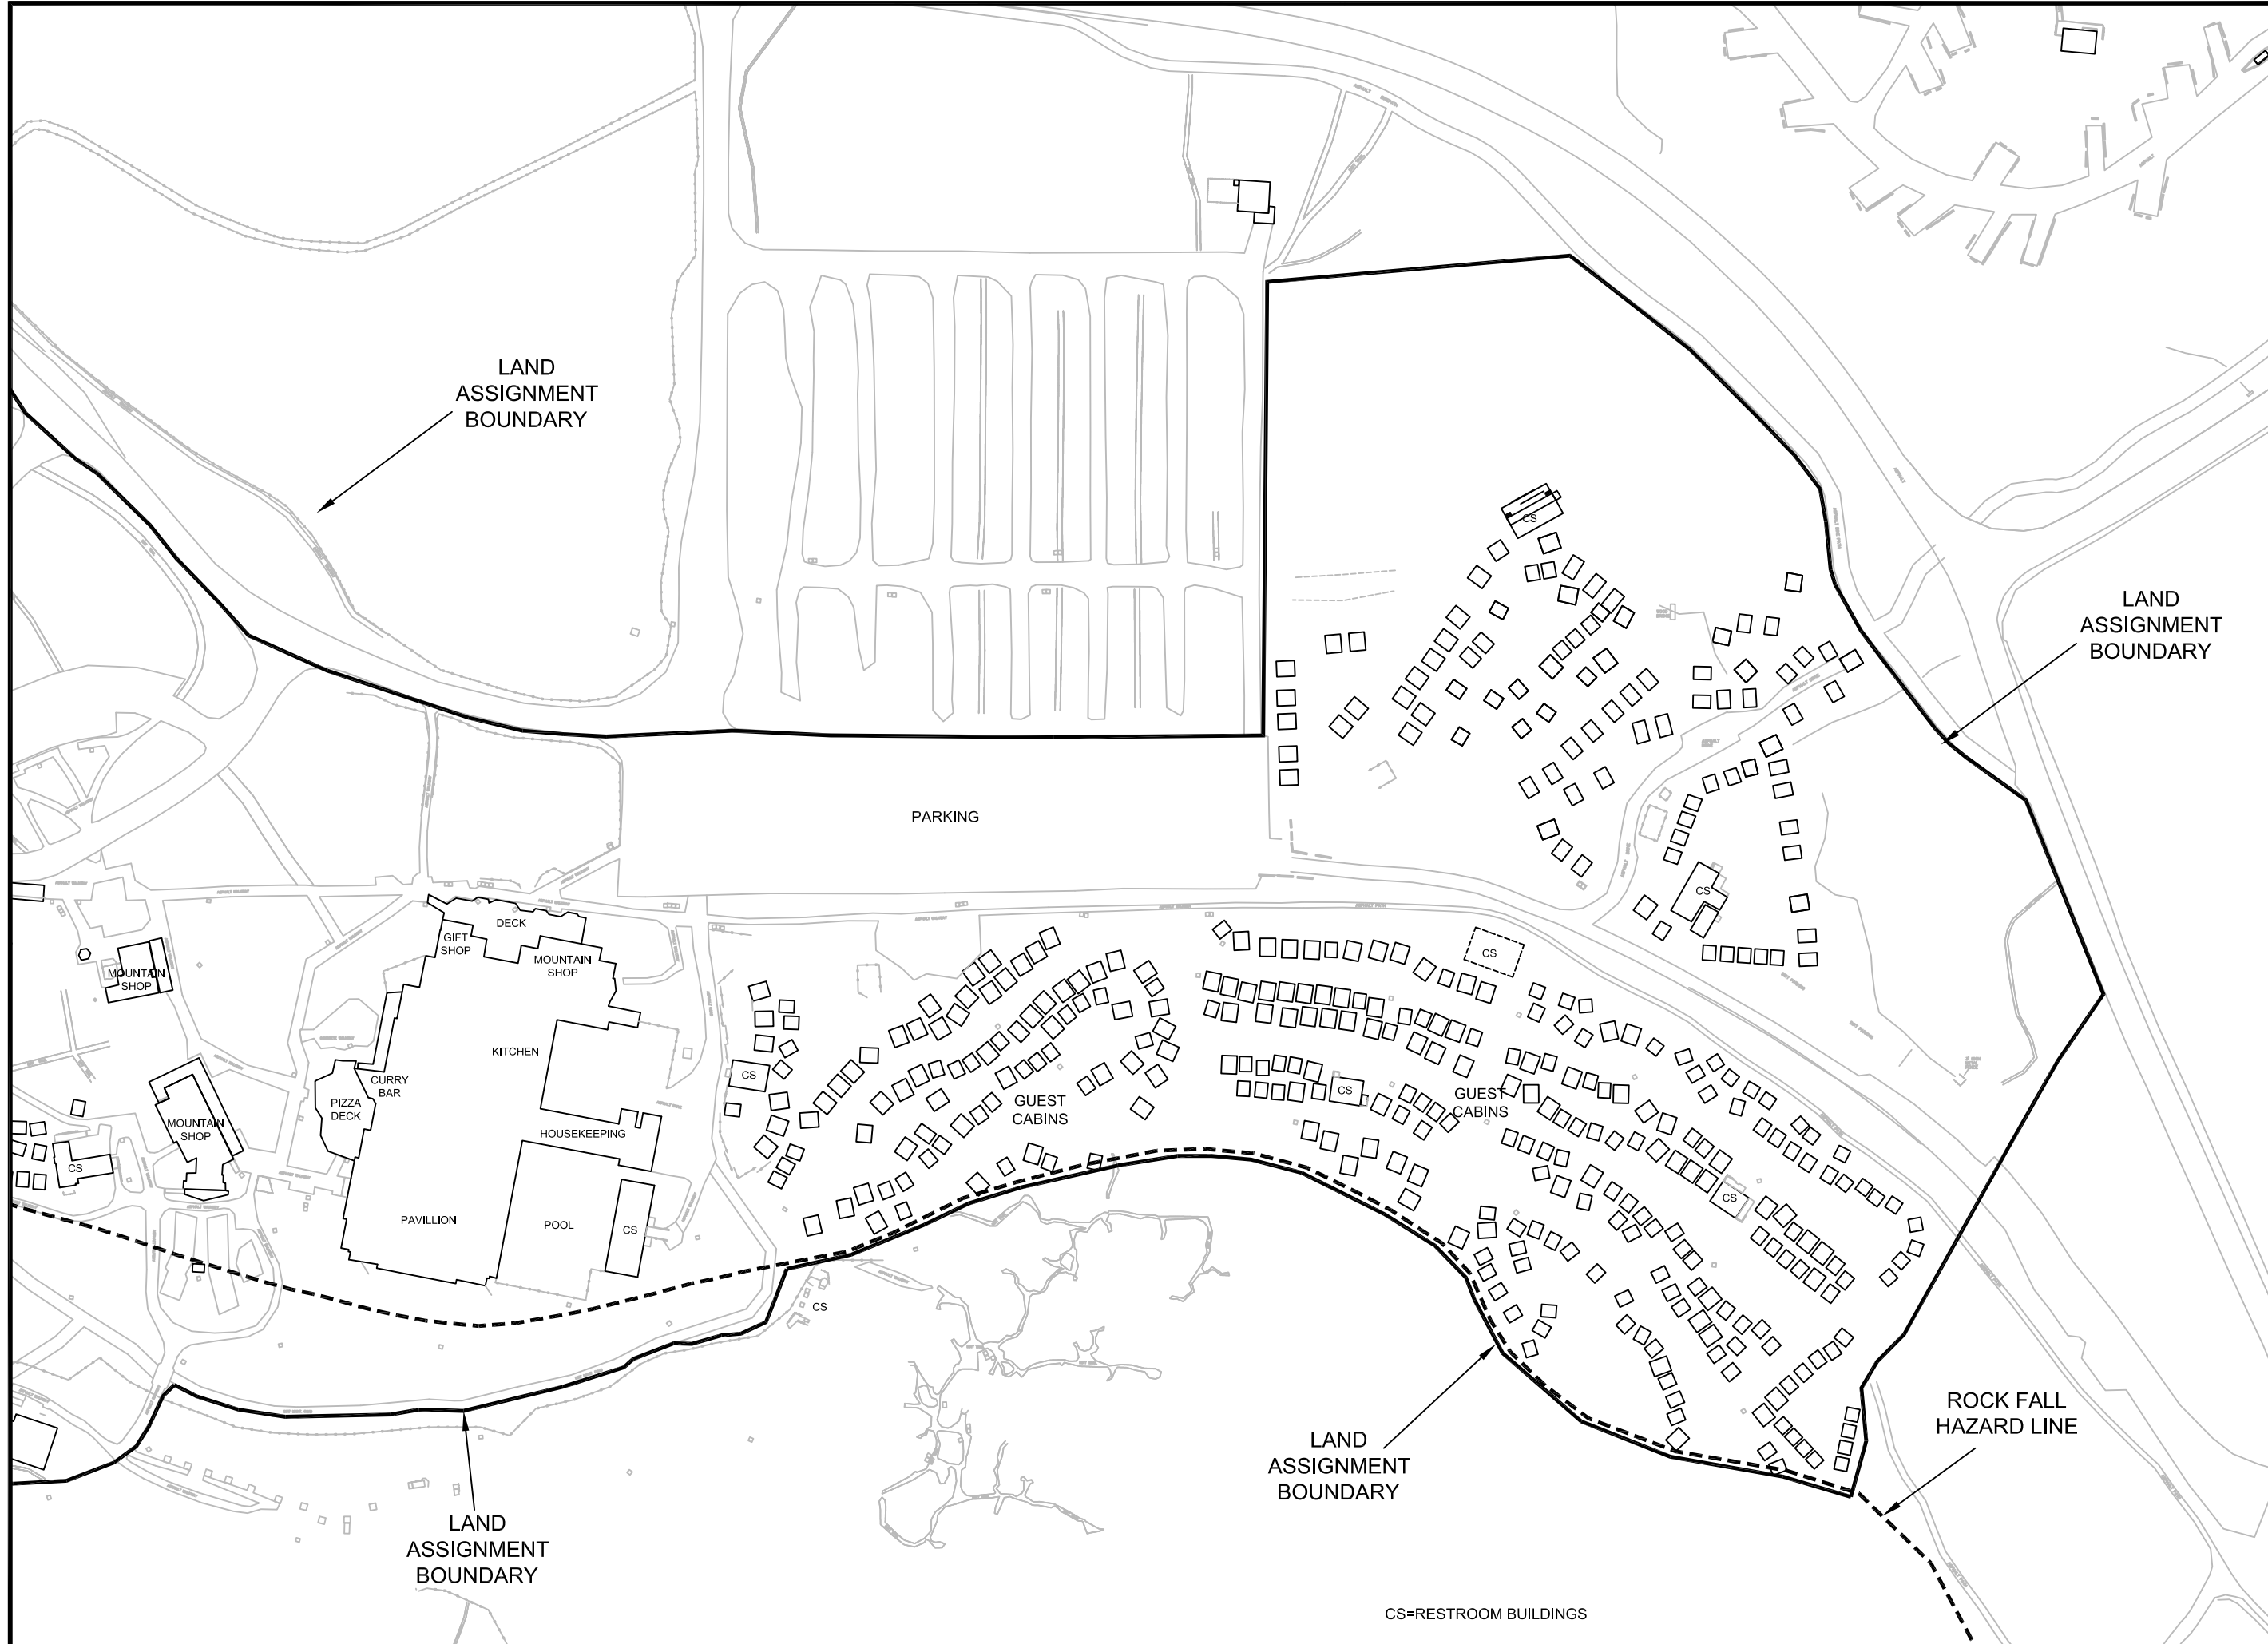 LAND
ASSIGNMENT
BOUNDARY
CS
LAND
ASSIGNMENT
BOUNDARY
PARKING
CS
DECK
GIFT
SHOP
MOUNTAIN
SHOP
MOUNTAIN
SHOP
CS
KITCHEN
CS
CURRY
BAR
CS
PIZZA
DECK
GUEST
CABINS
GUEST
CABINS
MOUNTAIN
SHOP
HOUSEKEEPING
CS
CS
PAVILLION
POOL
CS
CS
ROCK FALL
HAZARD LINE
LAND
ASSIGNMENT
BOUNDARY
LAND
ASSIGNMENT
BOUNDARY
CS=RESTROOM BUILDINGS